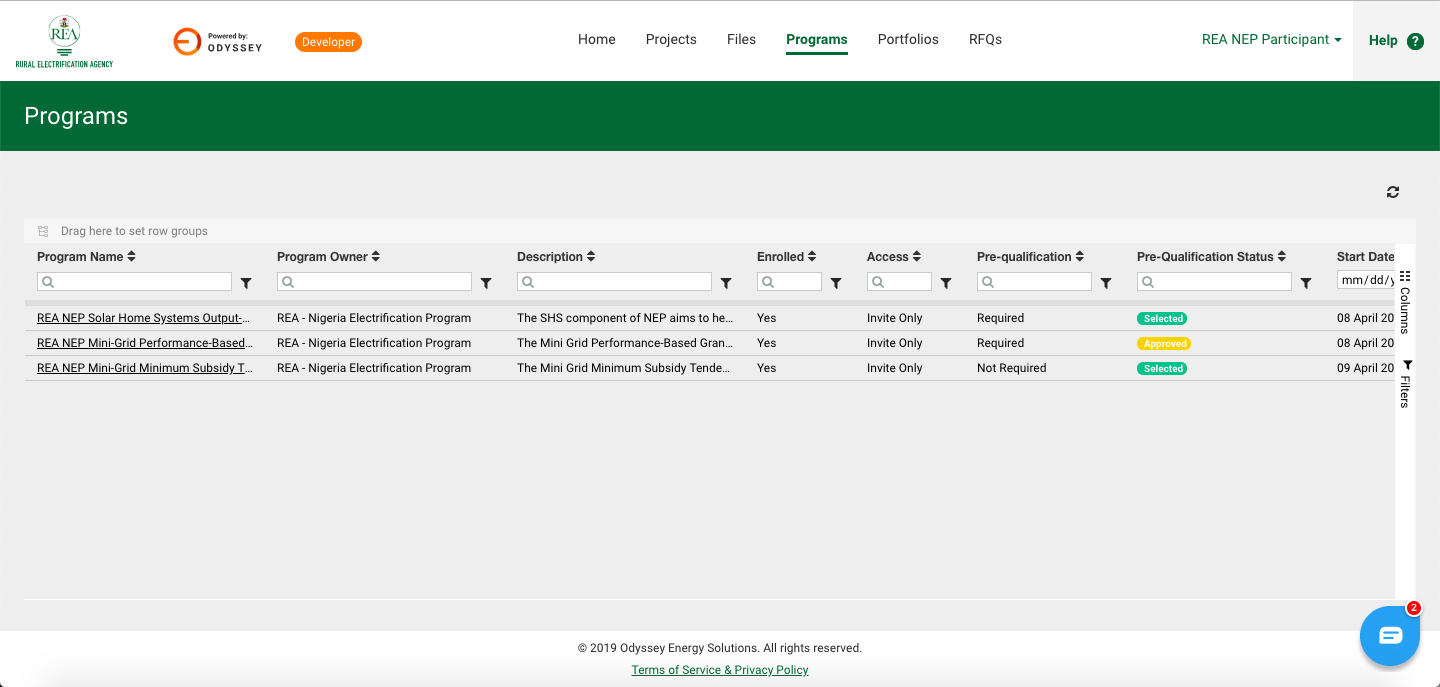 REA
RURAL ELECTRIFICATION AGENCY
Powered by:
ODYSSEY
Developer
Home Projects Files Programs Portfolios RFQs
REA NEP Participant
Help ?
Programs
Drag here to set row groups
Program Name Program Owner Description Enrolled Access Pre-qualification Pre-Qualification Status Start Date
mm/dd/y
REA NEP Solar Home Systems Output-... REA - Nigeria Electrification Program The SHS component of NEP aims to he... Yes Invite Only Required Selected 08 April 20
REA NEP Mini-Grid Performance-Based... REA - Nigeria Electrification Program The Mini Grid Performance-Based Gran... Yes Invite Only Required Approved 08 April 20
REA NEP Mini-Grid Minimum Subsidy T... REA - Nigeria Electrification Program The Mini Grid Minimum Subsidy Tende... Yes Invite Only Not Required Selected 09 April 20
Columns
Filters
2
© 2019 Odyssey Energy Solutions. All rights reserved.
Terms of Service & Privacy Policy